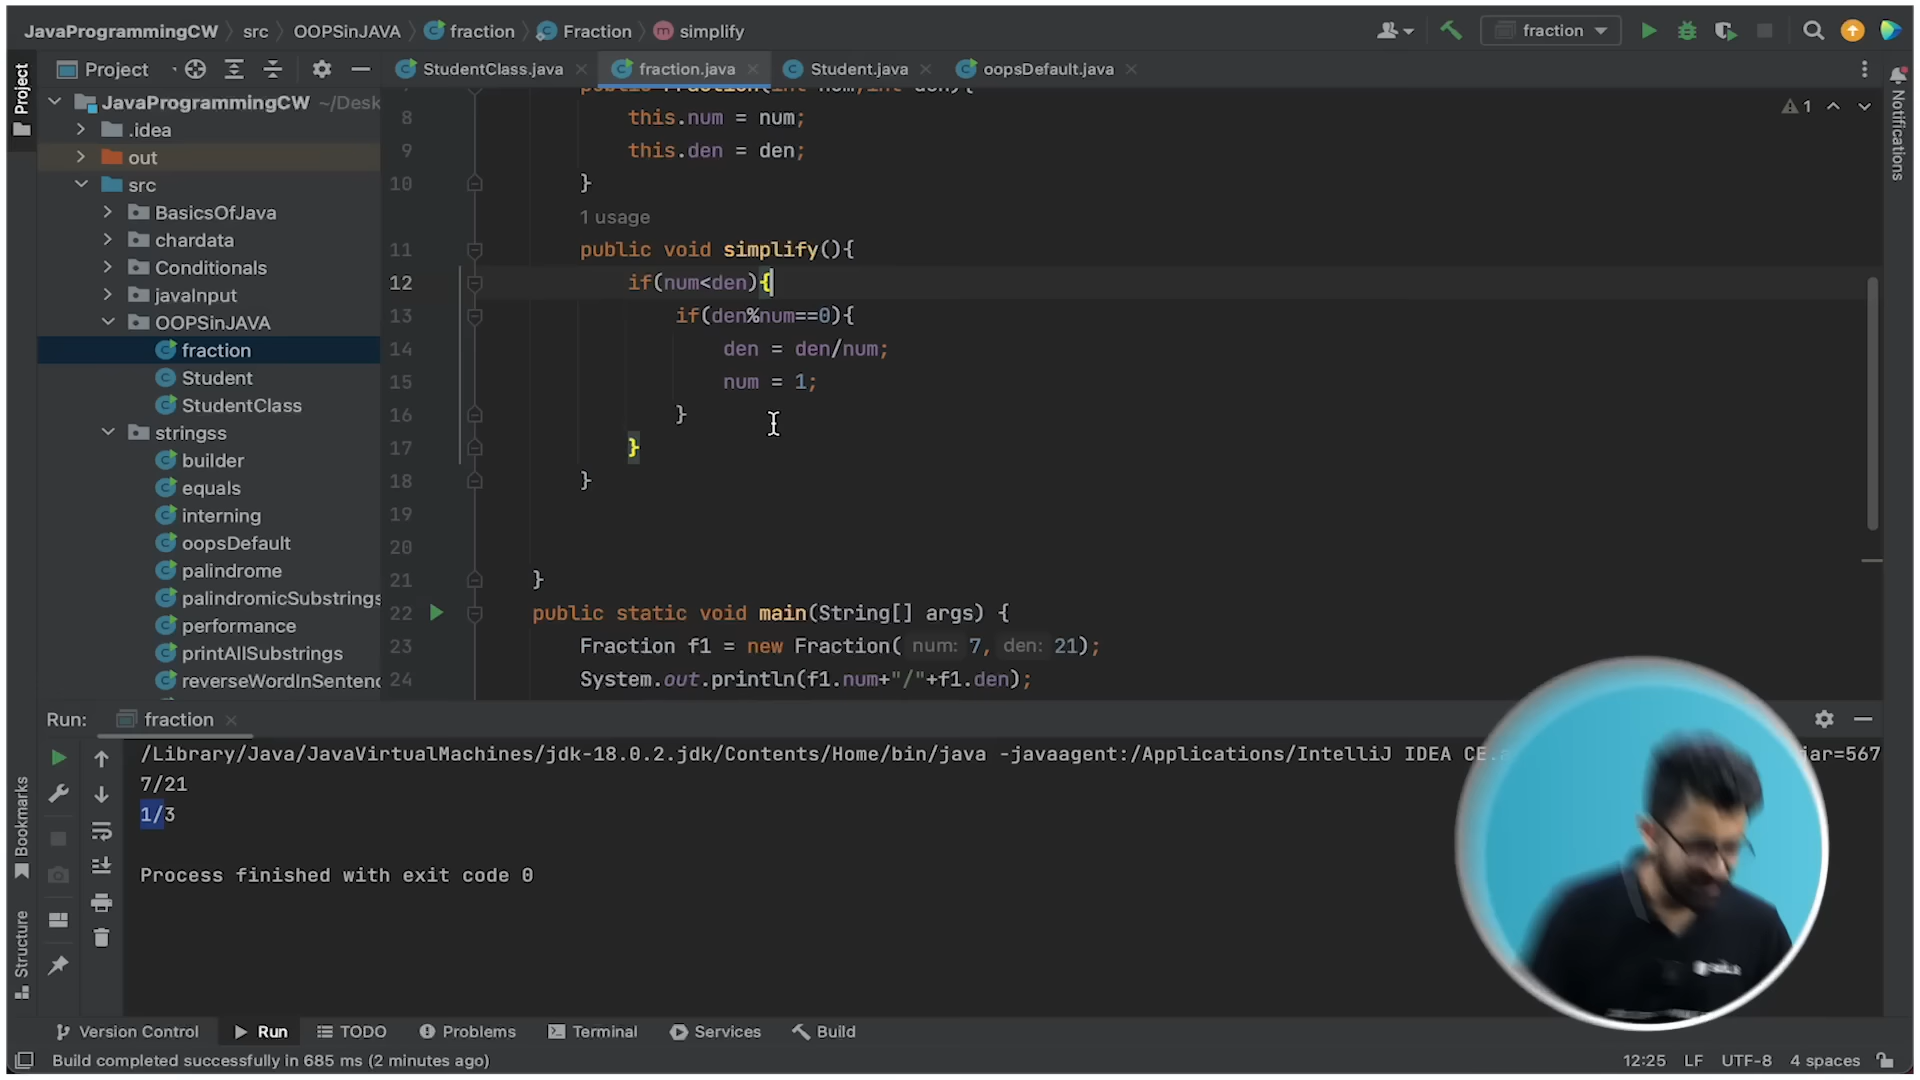 JavaProgrammingCW src OOPSinJAVA fraction Fraction simplify
fraction
Project
StudentClass.java
fraction.java
Student.java
oopsDefault.java
Project
Notifications
JavaProgrammingCW ~/Desk
.idea
out
src
BasicsOfJava
chardata
Conditionals
javaInput
OOPSinJAVA
fraction
Student
StudentClass
stringss
builder
equals
interning
oopsDefault
palindrome
palindromicSubstrings
performance
printAllSubstrings
reverseWordInSentenc
1
8 this.num = num;
9 this.den = den;
10 }
1 usage
11 public void simplify(){
12 if(num<den){
13 if(den%num==0){
14 den = den/num;
15 num = 1;
16 }
17 }
18 }
19
20
21 }
22 public static void main(String[] args) {
23 Fraction f1 = new Fraction( num: 7, den: 21);
24 System.out.println(f1.num+"/"+f1.den);
Run: fraction
/Library/Java/JavaVirtualMachines/jdk-18.0.2.jdk/Contents/Home/bin/java -javaagent:/Applications/IntelliJ IDEA CE.a jar=567
7/21
1/3
Process finished with exit code 0
Bookmarks
Structure
Version Control Run TODO Problems Terminal Services Build
Build completed successfully in 685 ms (2 minutes ago)
12:25 LF UTF-8 4 spaces